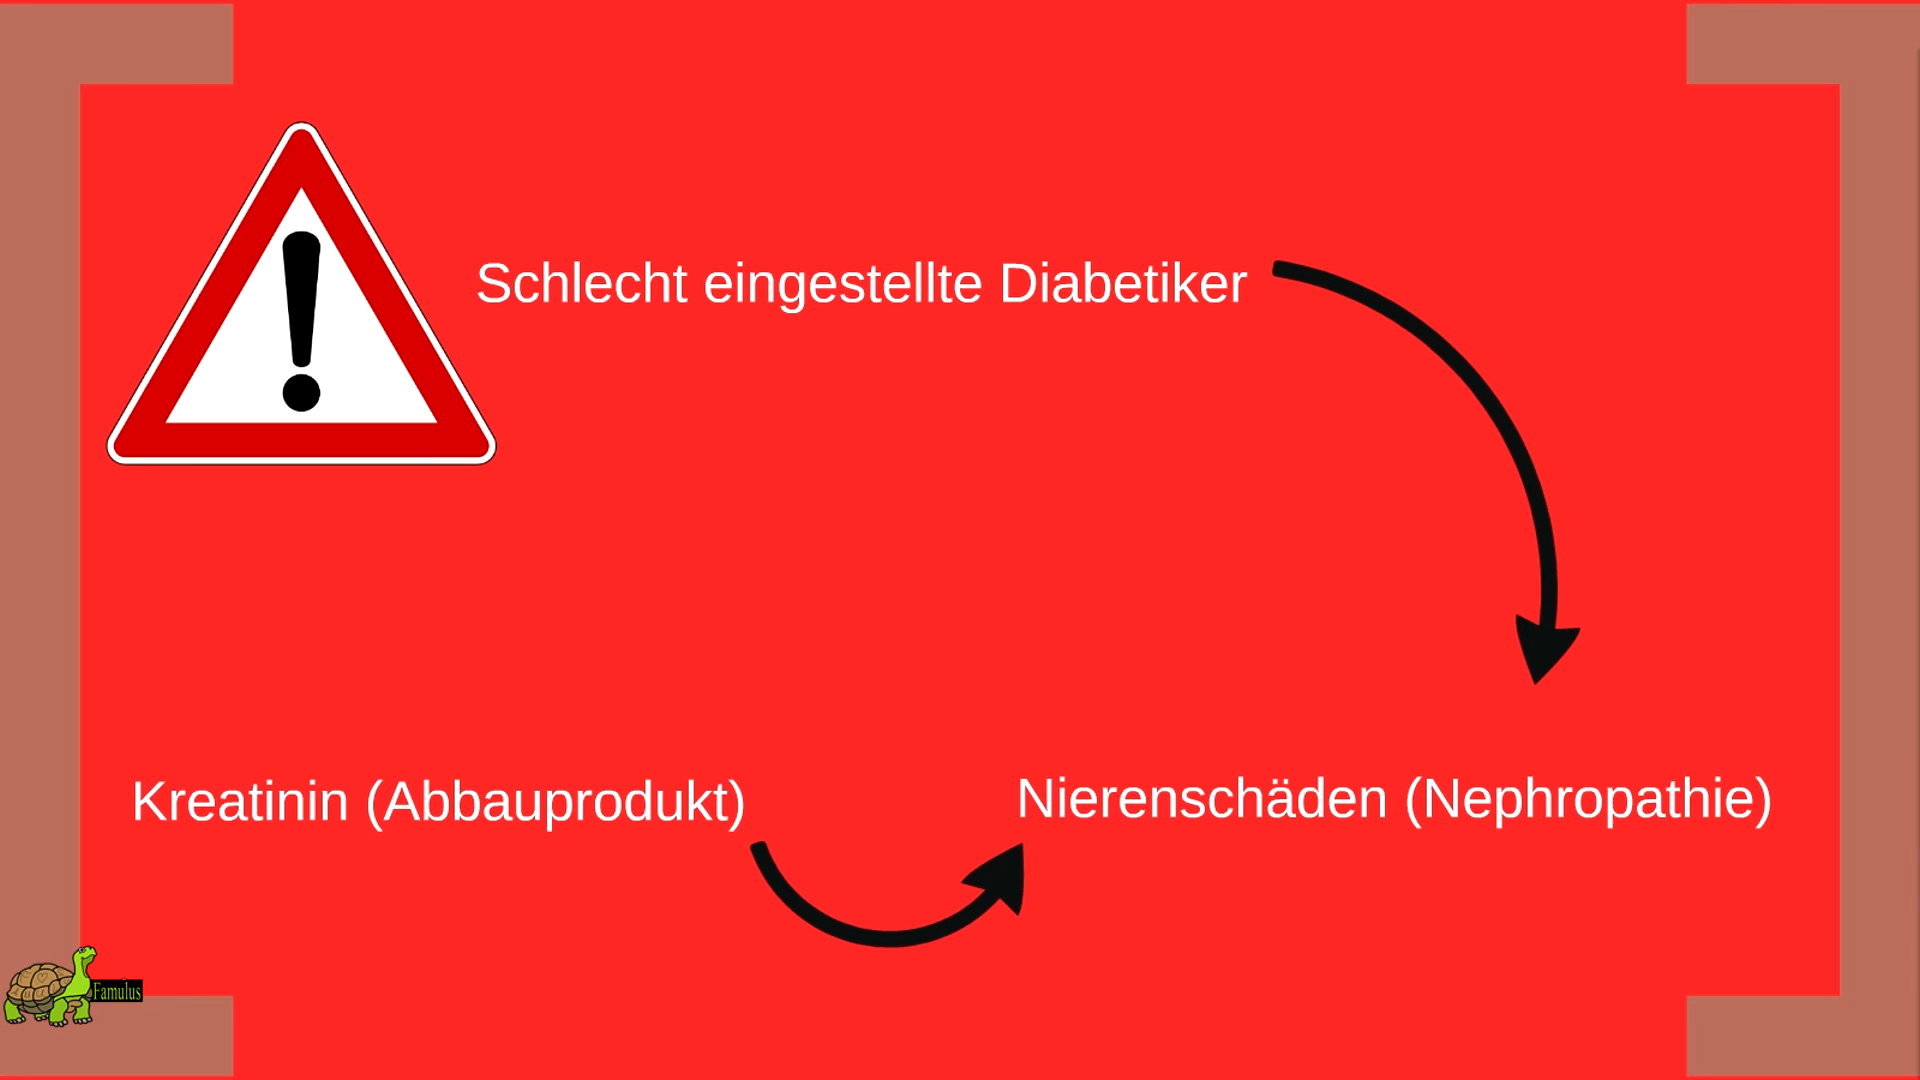 Schlecht eingestellte Diabetiker
Kreatinin (Abbauprodukt)
Nierenschäden (Nephropathie)
Famulus